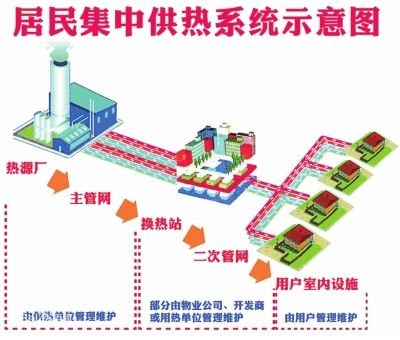 居民集中供热系统示意图
热源厂
主管网
换热站
二次管网
用户室内设施
由供热单位管理维护
部分由物业公司、开发商
或用热单位管理维护
由用户管理维护